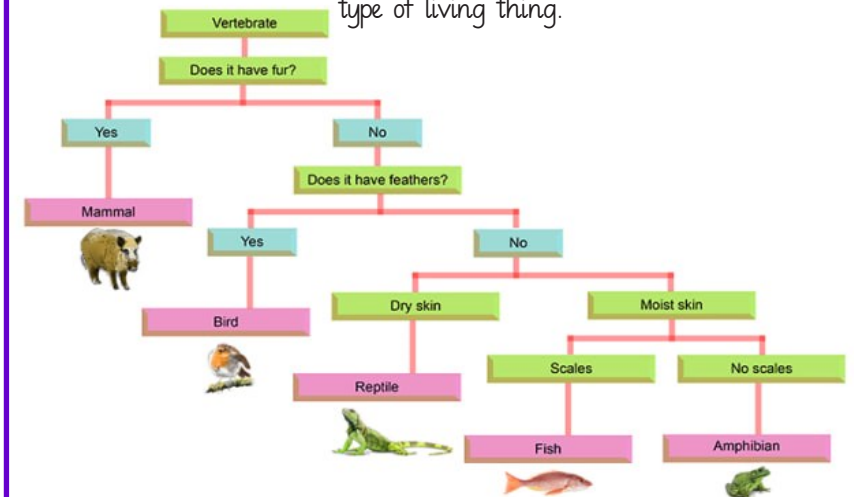 type of living thing.
Vertebrate
Does it have fur?
Yes
No
Does it have feathers?
Mammal
Yes
No
Dry skin
Moist skin
Bird
Scales
No scales
Reptile
Fish
Amphibian